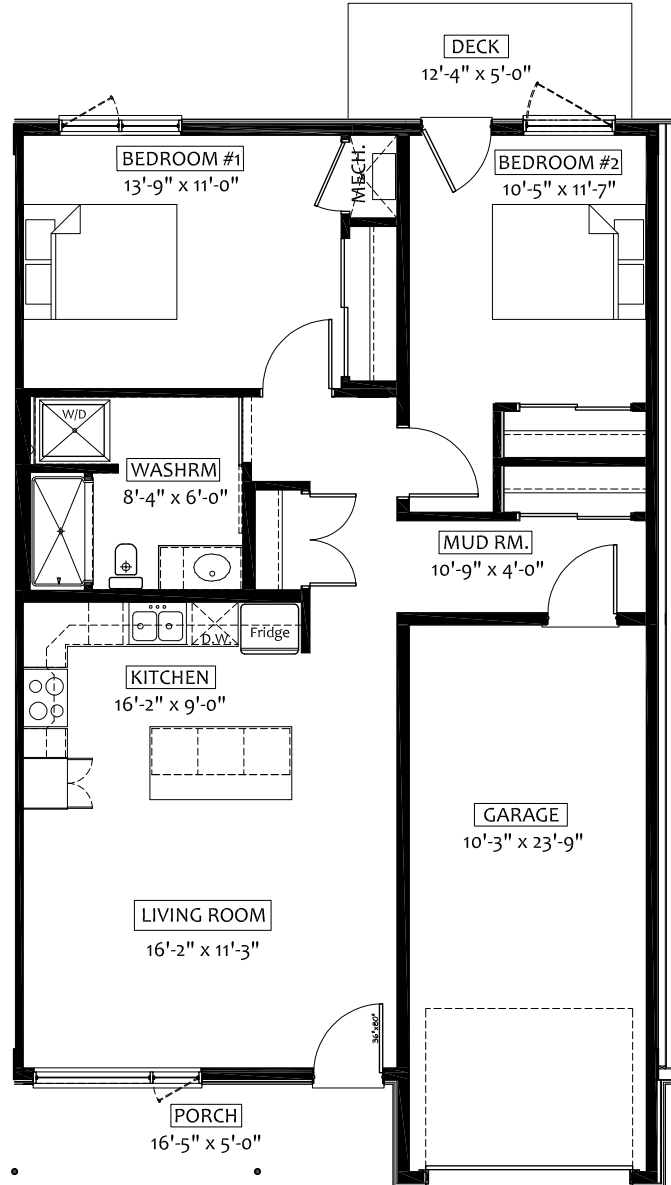 DECK
12'-4" x 5'-0"
BEDROOM #1
13'-9" x 11'-0"
MECH.
BEDROOM #2
10'-5" x 11'-7"
W/D
WASHRM
8'-4" x 6'-0"
MUD RM.
10'-9" x 4'-0"
D.W.
Fridge
KITCHEN
16'-2" x 9'-0"
GARAGE
10'-3" x 23'-9"
LIVING ROOM
16'-2" x 11'-3"
36"x80"
PORCH
16'-5" x 5'-0"